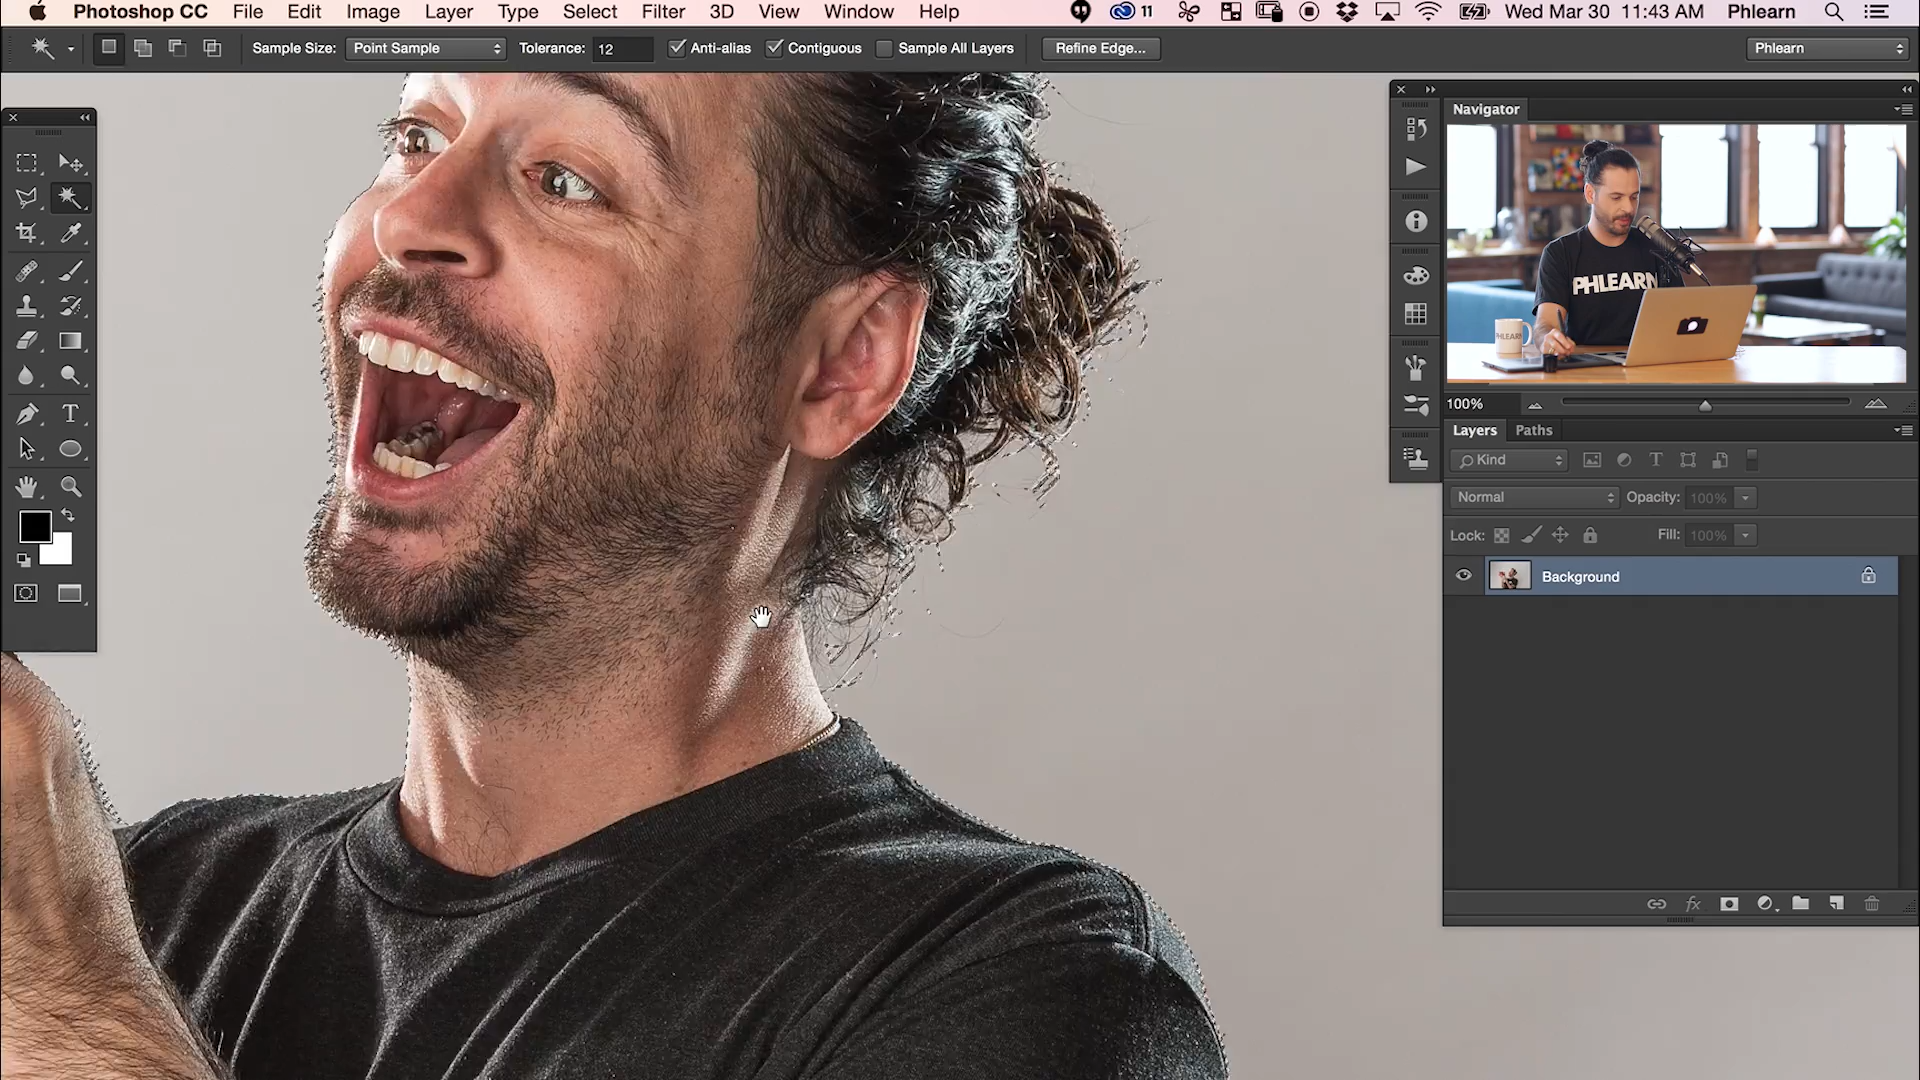 Photoshop CC File Edit Image Layer Type Select Filter 3D View Window Help 11 Wed Mar 30 11:43 AM Phlearn
Sample Size: Point Sample Tolerance: 12 Anti-alias Contiguous Sample All Layers Refine Edge... Phlearn
Navigator
PHLEARN
PHLEARN
100%
Layers Paths
Kind
Normal Opacity: 100%
Lock: Fill: 100%
Background